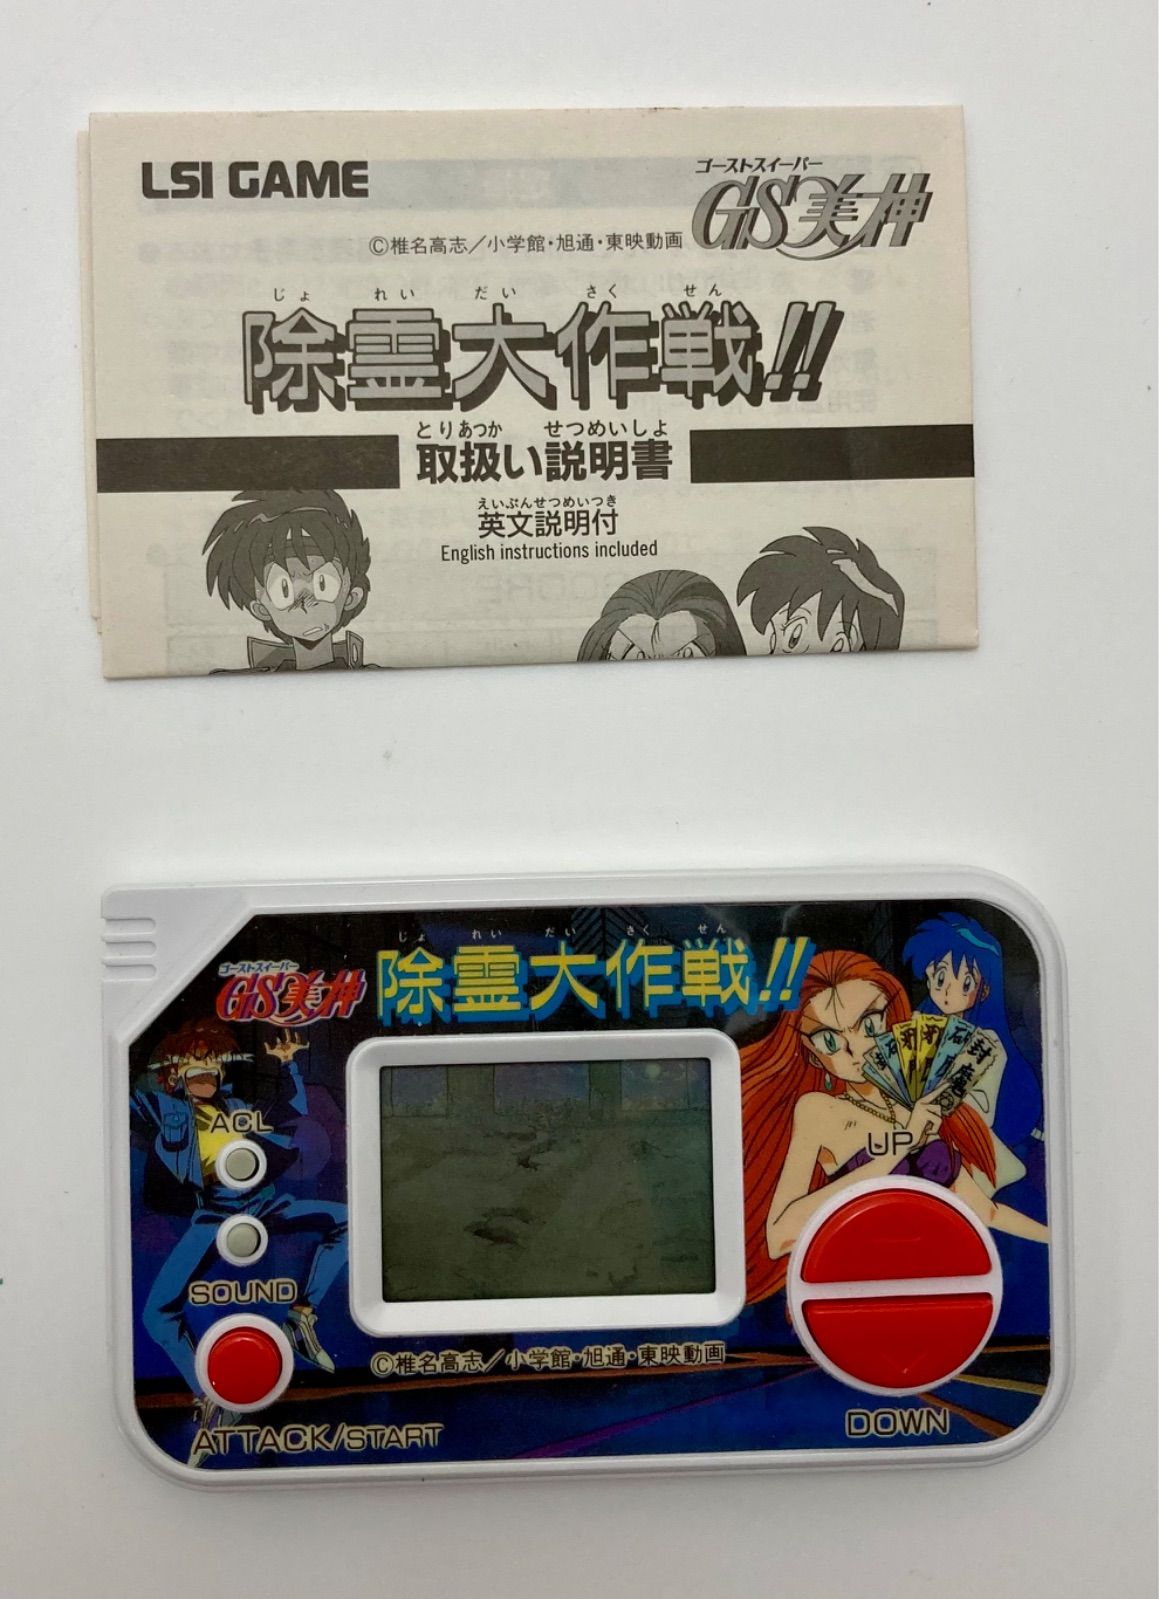 LSI GAME
ゴーストスイーパー
GS美神
©椎名高志／小学館・旭通・東映動画
じょ れい だい さく せん
除霊大作戦!!
とりあつか せつめいしよ
取扱い説明書
えいぶんせつめいつき
英文説明付
English instructions included
じょ れい だい さく せん
除霊大作戦!!
ゴーストスイーパー
GS美神
封魔
ACL
UP
SOUND
©椎名高志／小学館・旭通・東映動画
ATTACK/START
DOWN